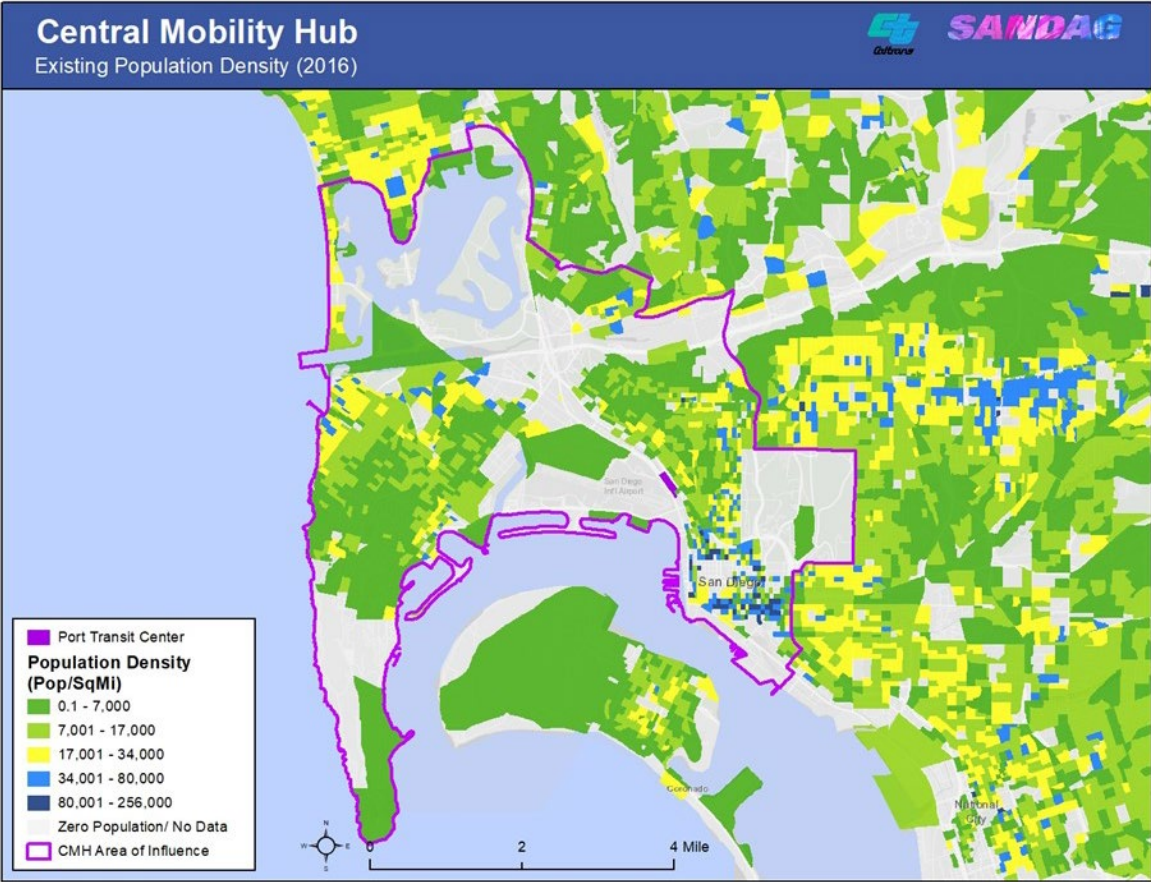 Central Mobility Hub
Existing Population Density (2016)
Caltrans
SANDAG
San Diego
Int'l Airport
San Diego
Coronado
National
City
Port Transit Center
Population Density
(Pop/SqMi)
0.1 - 7,000
7,001 - 17,000
17,001 - 34,000
34,001 - 80,000
80,001 - 256,000
Zero Population/ No Data
CMH Area of Influence
N
W E
S
0 2 4 Mile